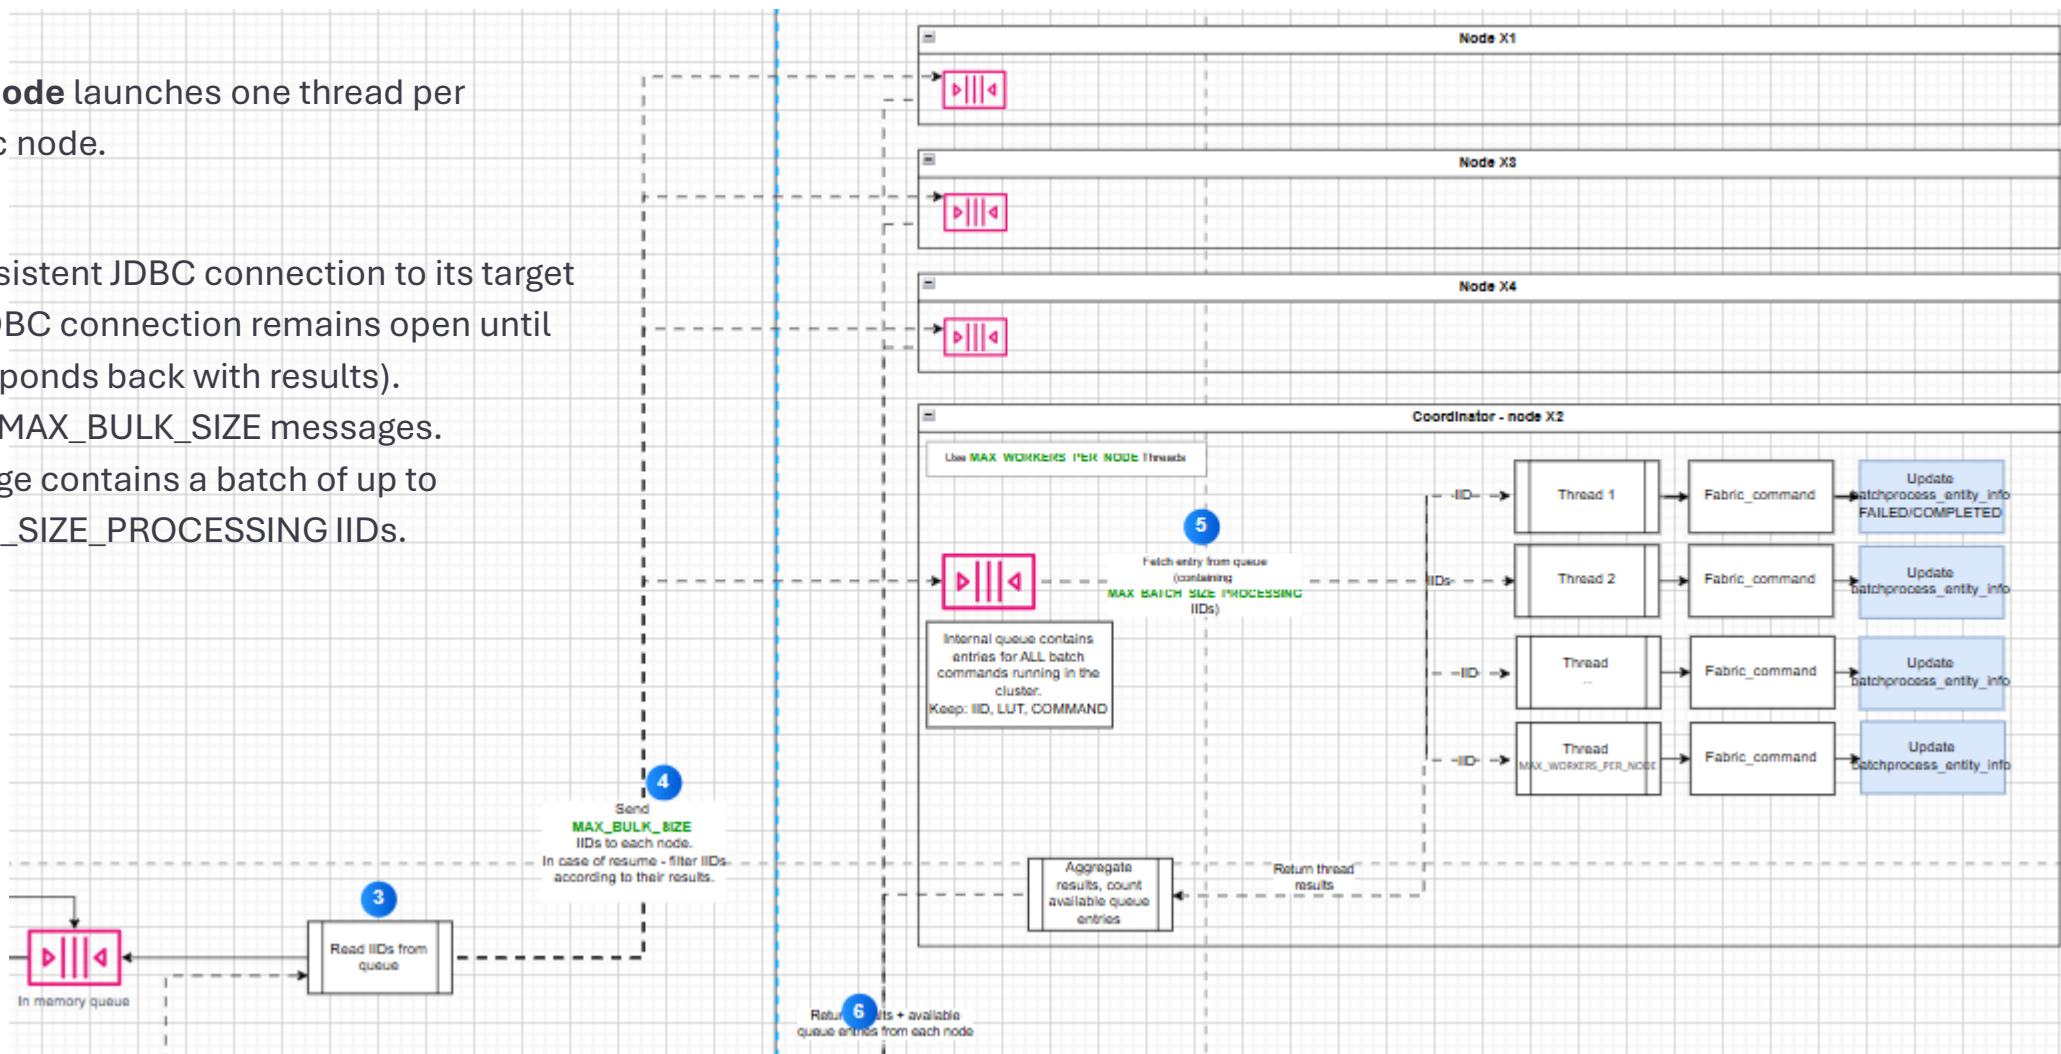 ode launches one thread per
c node.
sistent JDBC connection to its target
DBC connection remains open until
ponds back with results).
MAX_BULK_SIZE messages.
ge contains a batch of up to
_SIZE_PROCESSING IIDs.
Node X1
Node X3
Node X4
Coordinator - node X2
Use MAX_WORKERS_PER_NODE Threads
5
Fetch entry from queue
(containing
MAX_BATCH_SIZE_PROCESSING
IIDs)
Internal queue contains
entries for ALL batch
commands running in the
cluster.
Keep: IID, LUT, COMMAND
IID
Thread 1
Fabric_command
Update
batchprocess_entity_info
FAILED/COMPLETED
IIDs
Thread 2
Fabric_command
Update
batchprocess_entity_info
IID
Thread
...
Fabric_command
Update
batchprocess_entity_info
IID
Thread
MAX_WORKERS_PER_NODE
Fabric_command
Update
batchprocess_entity_info
4
Send
MAX_BULK_SIZE
IIDs to each node.
In case of resume - filter IIDs
according to their results.
Aggregate
results, count
available queue
entries
Return thread
results
3
Read IIDs from
queue
In memory queue
6
+ available
queue entries from each node